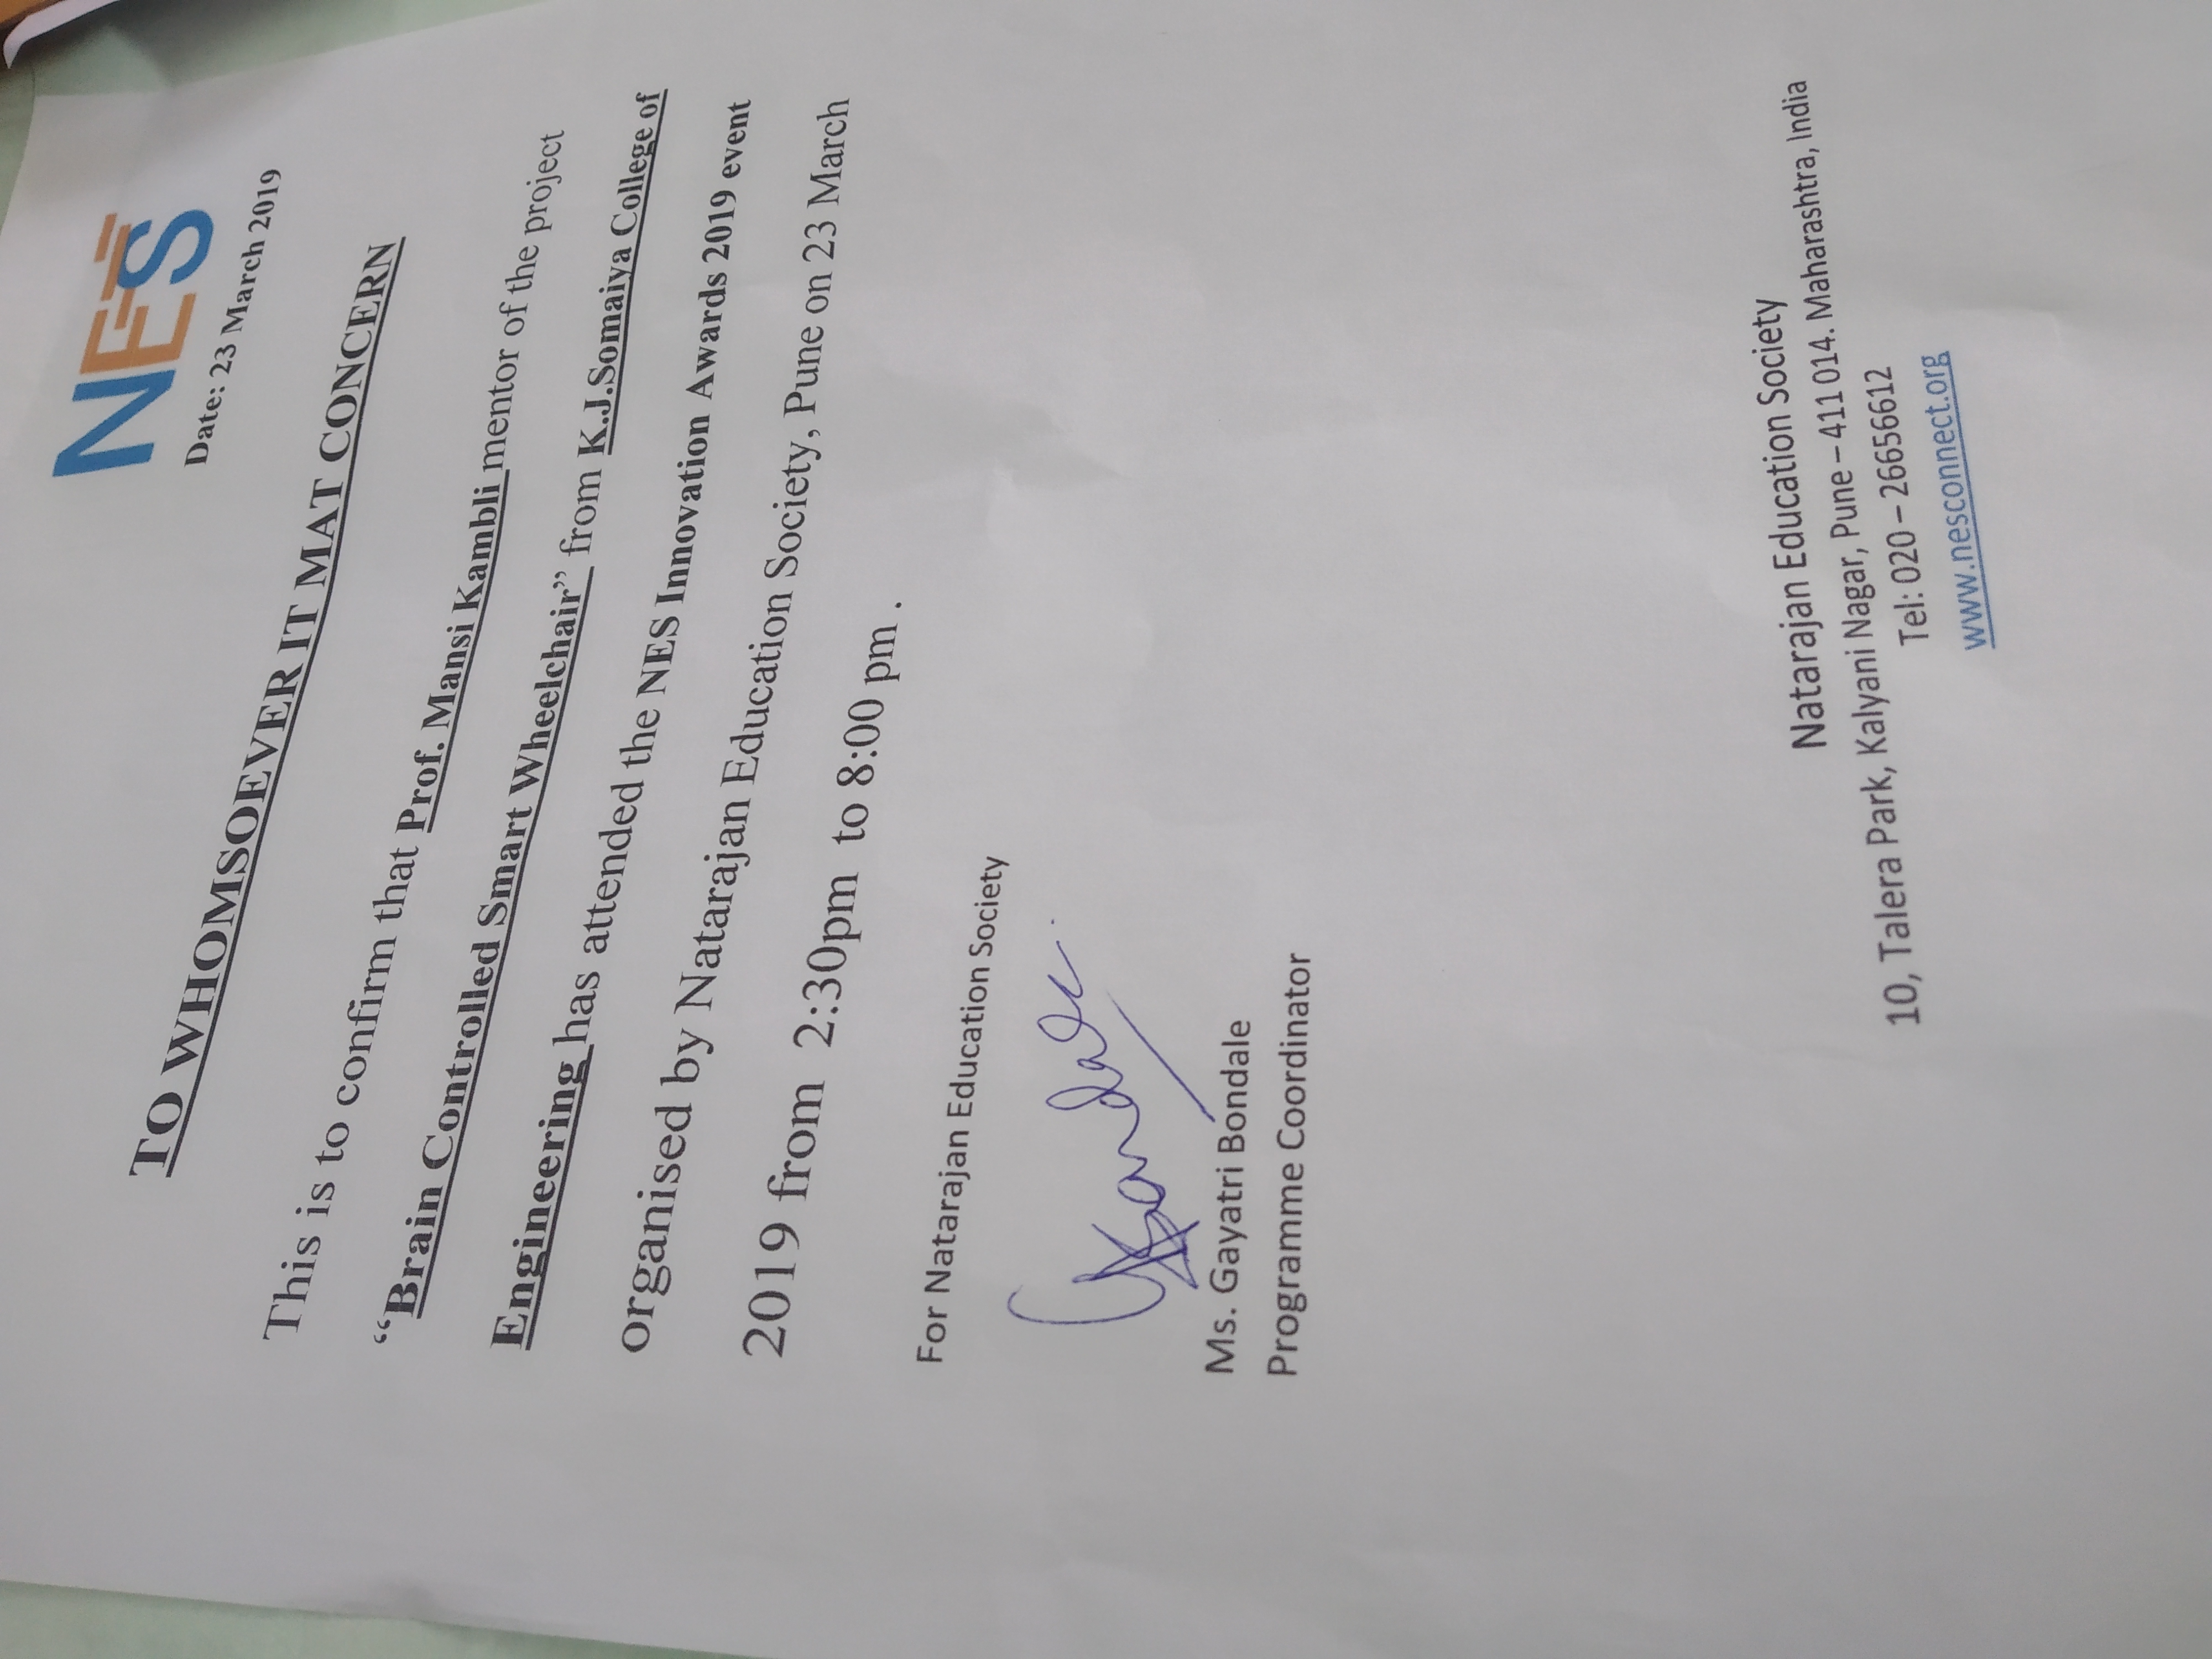 NES
Date: 23 March 2019
TO WHOMSOEVER IT MAT CONCERN
This is to confirm that Prof. Mansi Kambli mentor of the project
“Brain Controlled Smart Wheelchair” from K.J.Somaiya College of
Engineering has attended the NES Innovation Awards 2019 event
organised by Natarajan Education Society, Pune on 23 March
2019 from 2:30pm to 8:00 pm .
For Natarajan Education Society
Ms. Gayatri Bondale
Programme Coordinator
Natarajan Education Society
10, Talera Park, Kalyani Nagar, Pune – 411 014. Maharashtra, India
Tel: 020 – 26656612
www.nesconnect.org